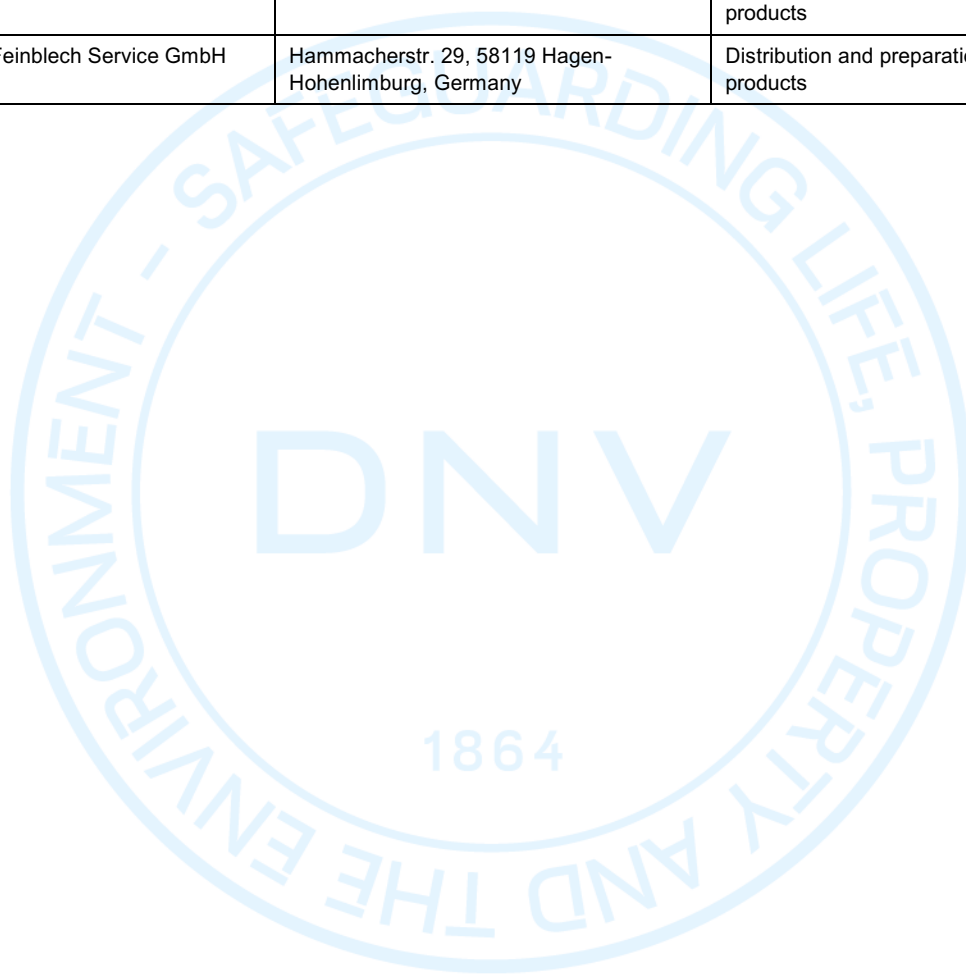 products
Feinblech Service GmbH
Hammacherstr. 29, 58119 Hagen-
Hohenlimburg, Germany
Distribution and
products
SAFEGUARDING LIFE, PROPERTY AND THE ENVIRONMENT -
DNV
1864